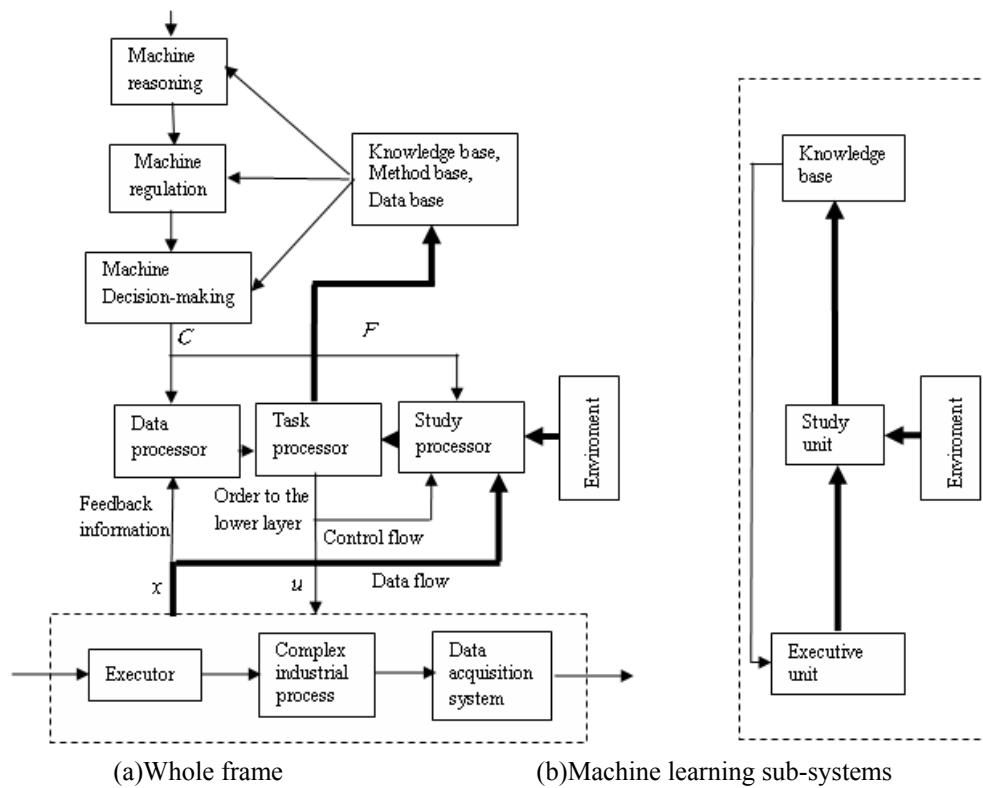 Machine
reasoning
Machine
regulation
Knowledge base,
Method base,
Data base
Machine
Decision-making
C
F
Data
processor
Task
processor
Study
processor
Enviroment
Feedback
information
Order to the
lower layer
Control flow
x
u
Data flow
Executor
Complex
industrial
process
Data
acquisition
system
(a)Whole frame
Knowledge
base
Study
unit
Enviroment
Executive
unit
(b)Machine learning sub-systems